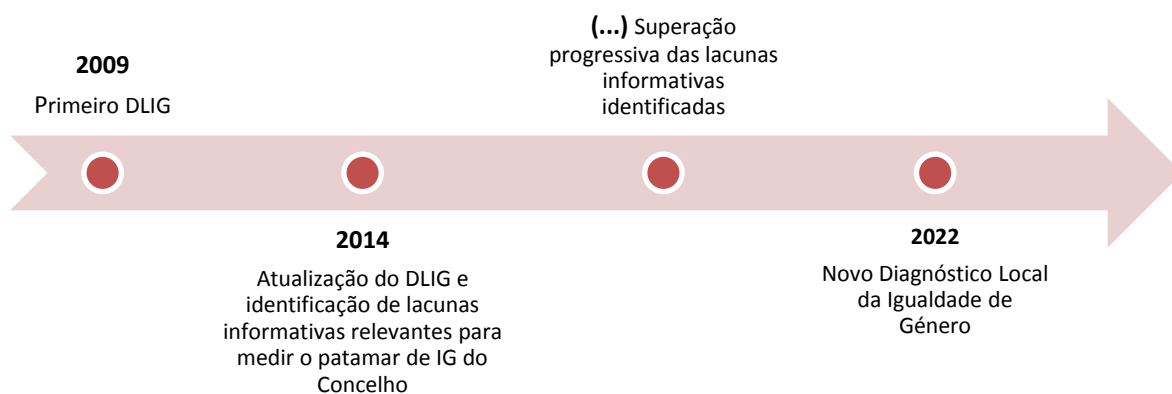 2009
Primeiro DLIG
2014
Atualização do DLIG e
identificação de lacunas
informativas relevantes para
medir o patamar de IG do
Concelho
(...) Superação
progressiva das lacunas
informativas
identificadas
2022
Novo Diagnóstico Local
da Igualdade de
Género